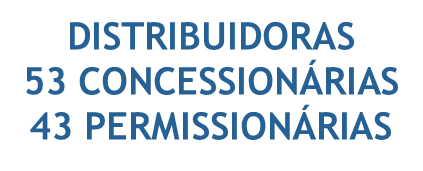 DISTRIBUIDORAS
53 CONCESSIONÁRIAS
43 PERMISSIONÁRIAS